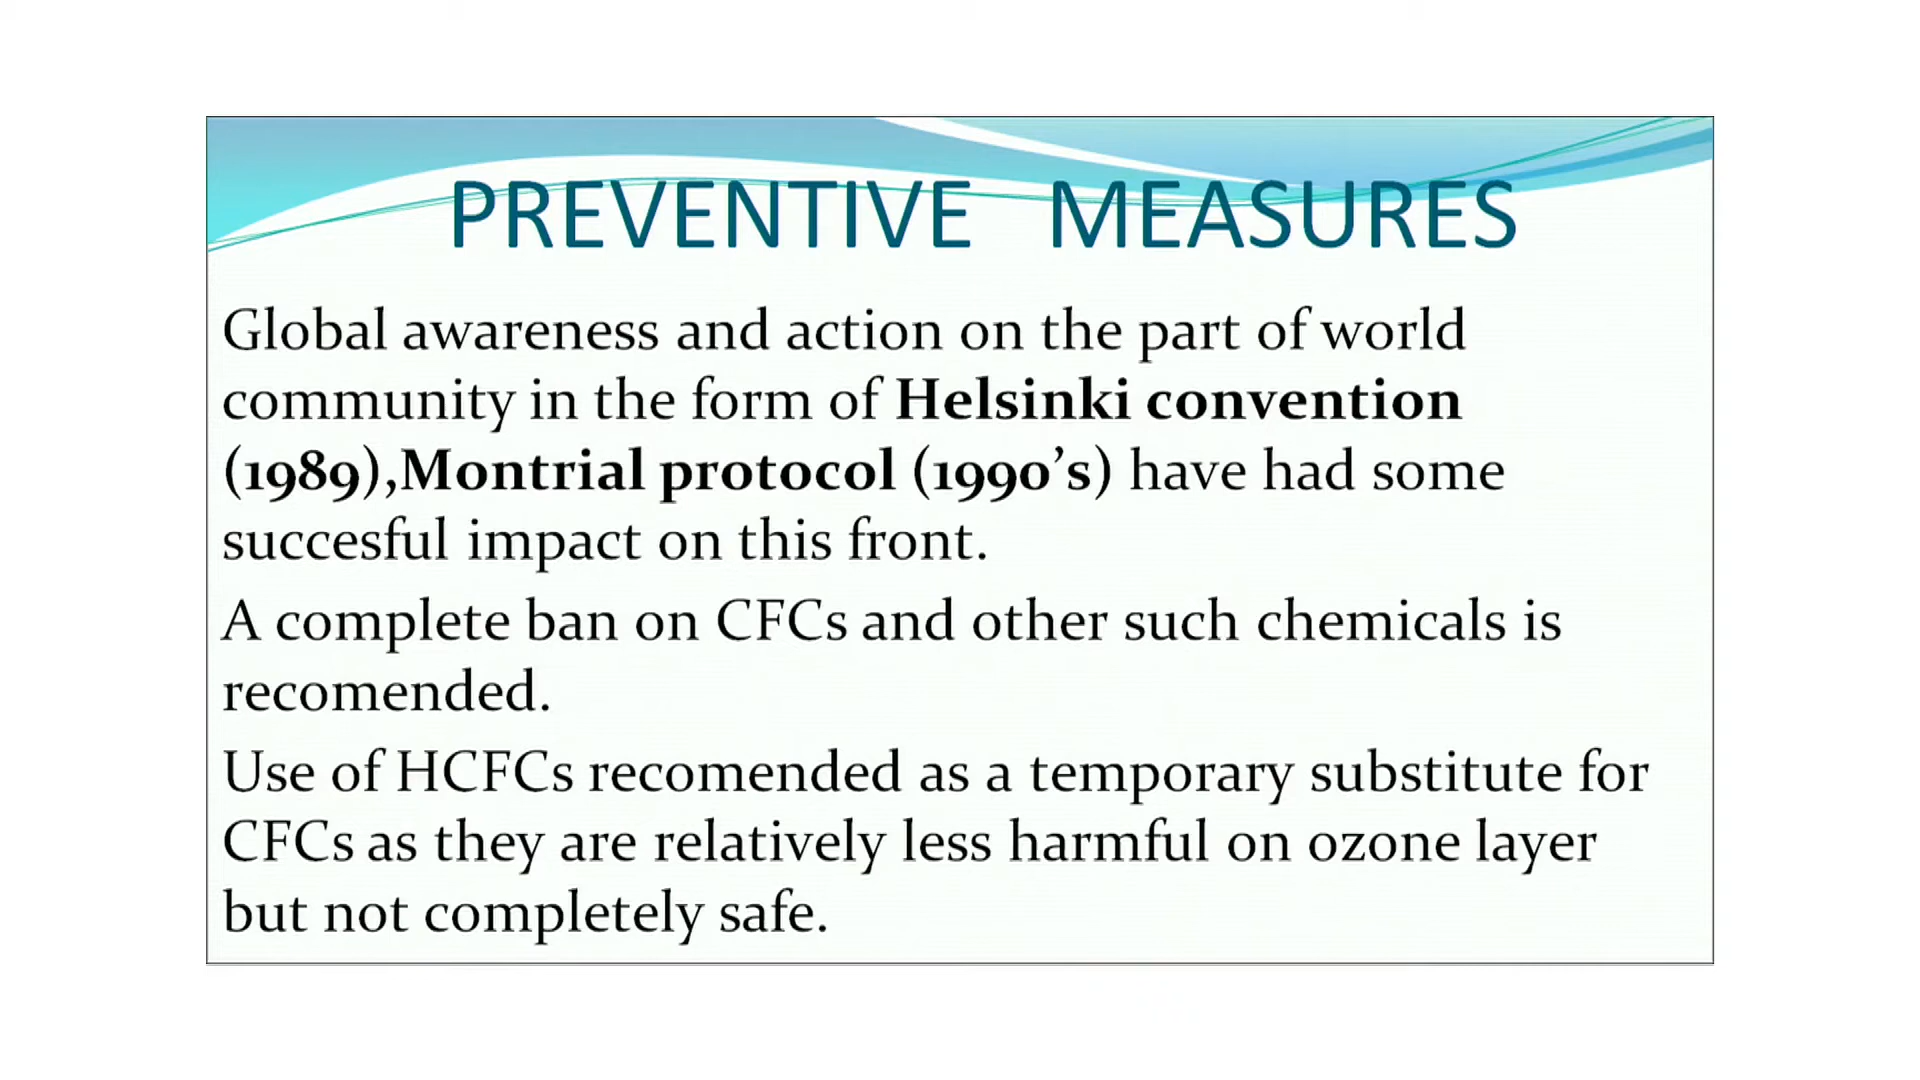 PREVENTIVE MEASURES
Global awareness and action on the part of world
community in the form of Helsinki convention
(1989),Montrial protocol (1990’s) have had some
succesful impact on this front.
A complete ban on CFCs and other such chemicals is
recomended.
Use of HCFCs recomended as a temporary substitute for
CFCs as they are relatively less harmful on ozone layer
but not completely safe.